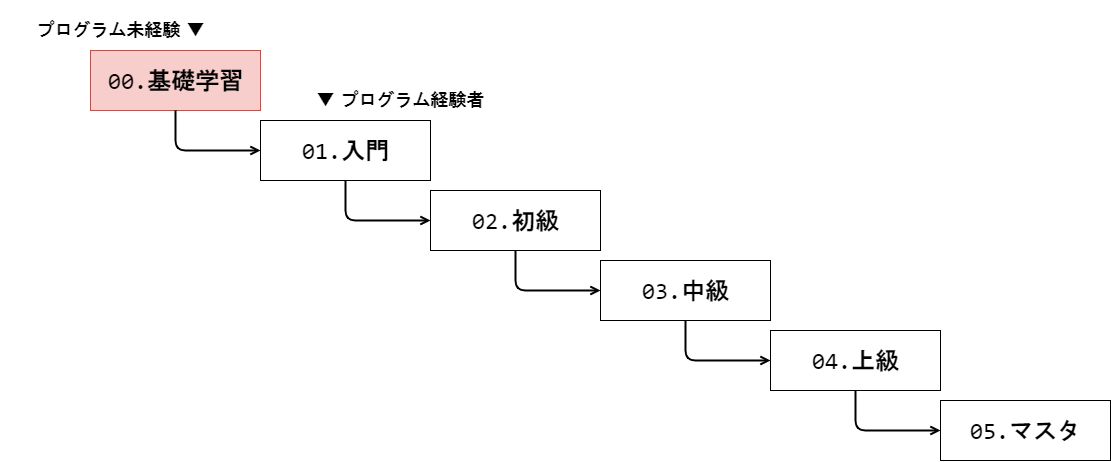 プログラム未経験 ▼
00.基礎学習
▼ プログラム経験者
01.入門
02.初級
03.中級
04.上級
05.マスタ